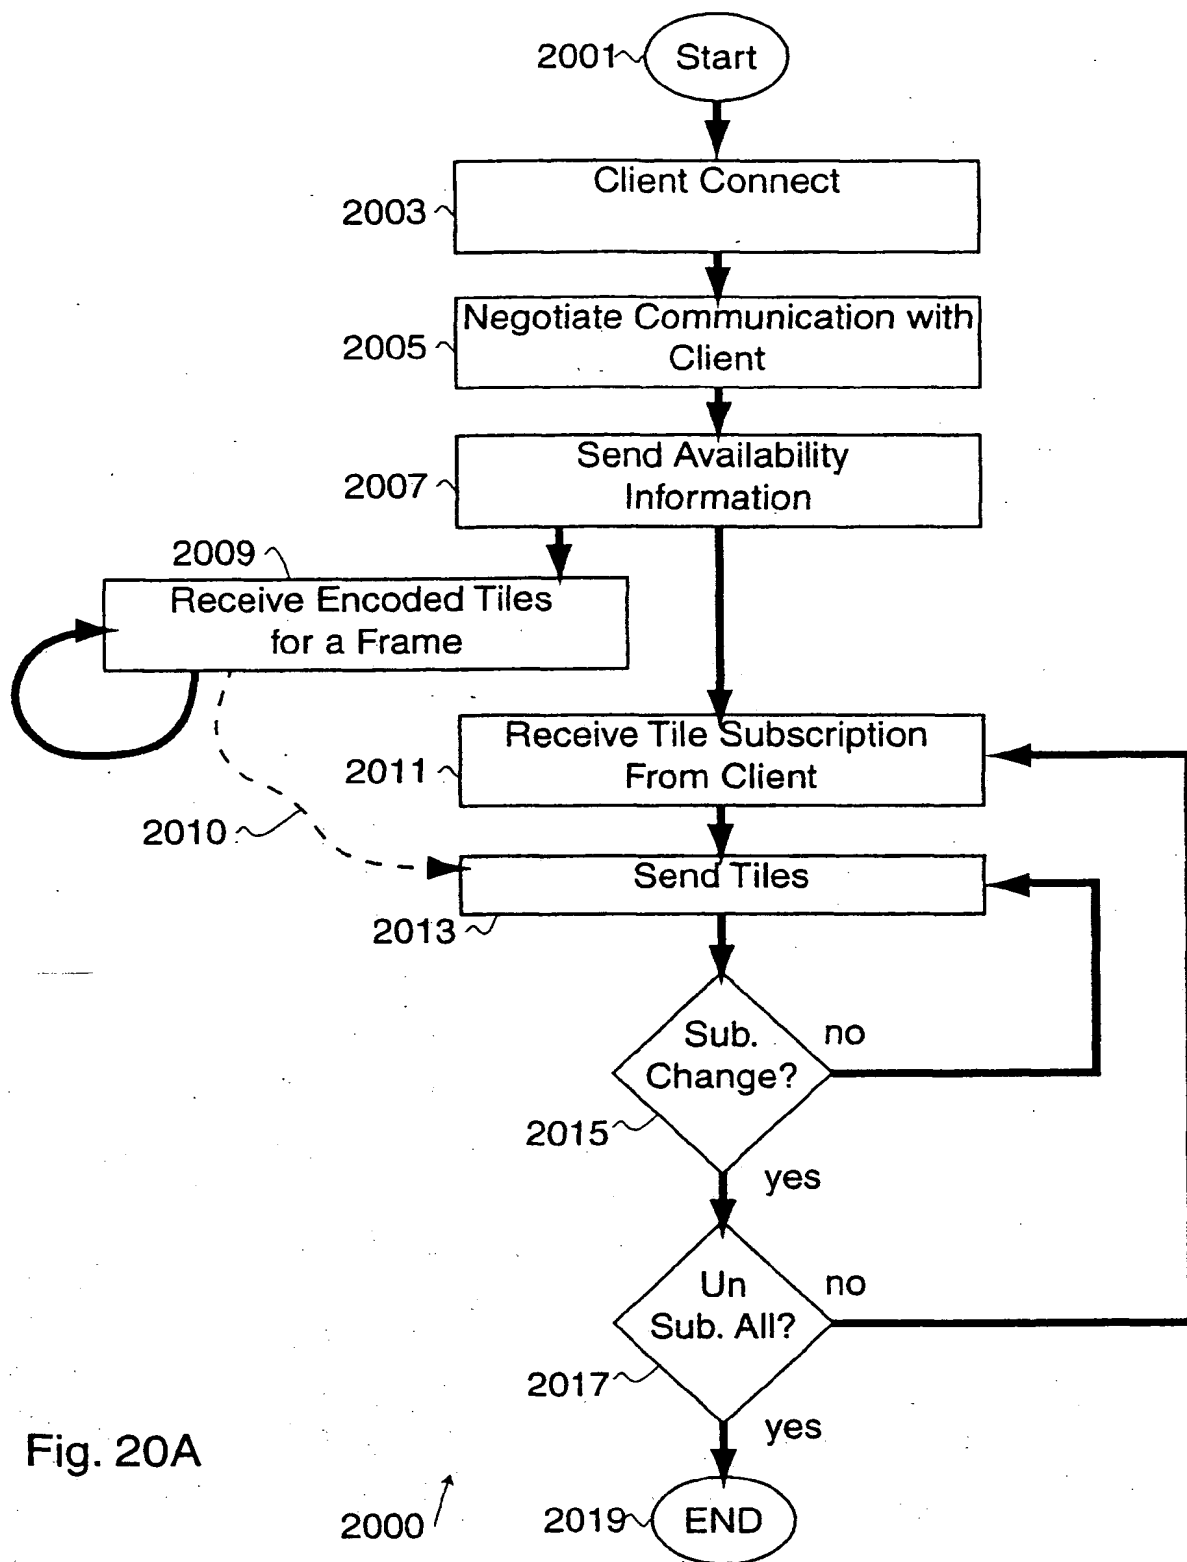 2001
Start
Client Connect
2003
Negotiate Communication with
Client
2005
Send Availability
Information
2007
2009
Receive Encoded Tiles
for a Frame
Receive Tile Subscription
From Client
2011
2010
Send Tiles
2013
Sub.
Change?
no
2015
yes
Un
Sub. All?
no
2017
yes
Fig. 20A
2000
2019
END